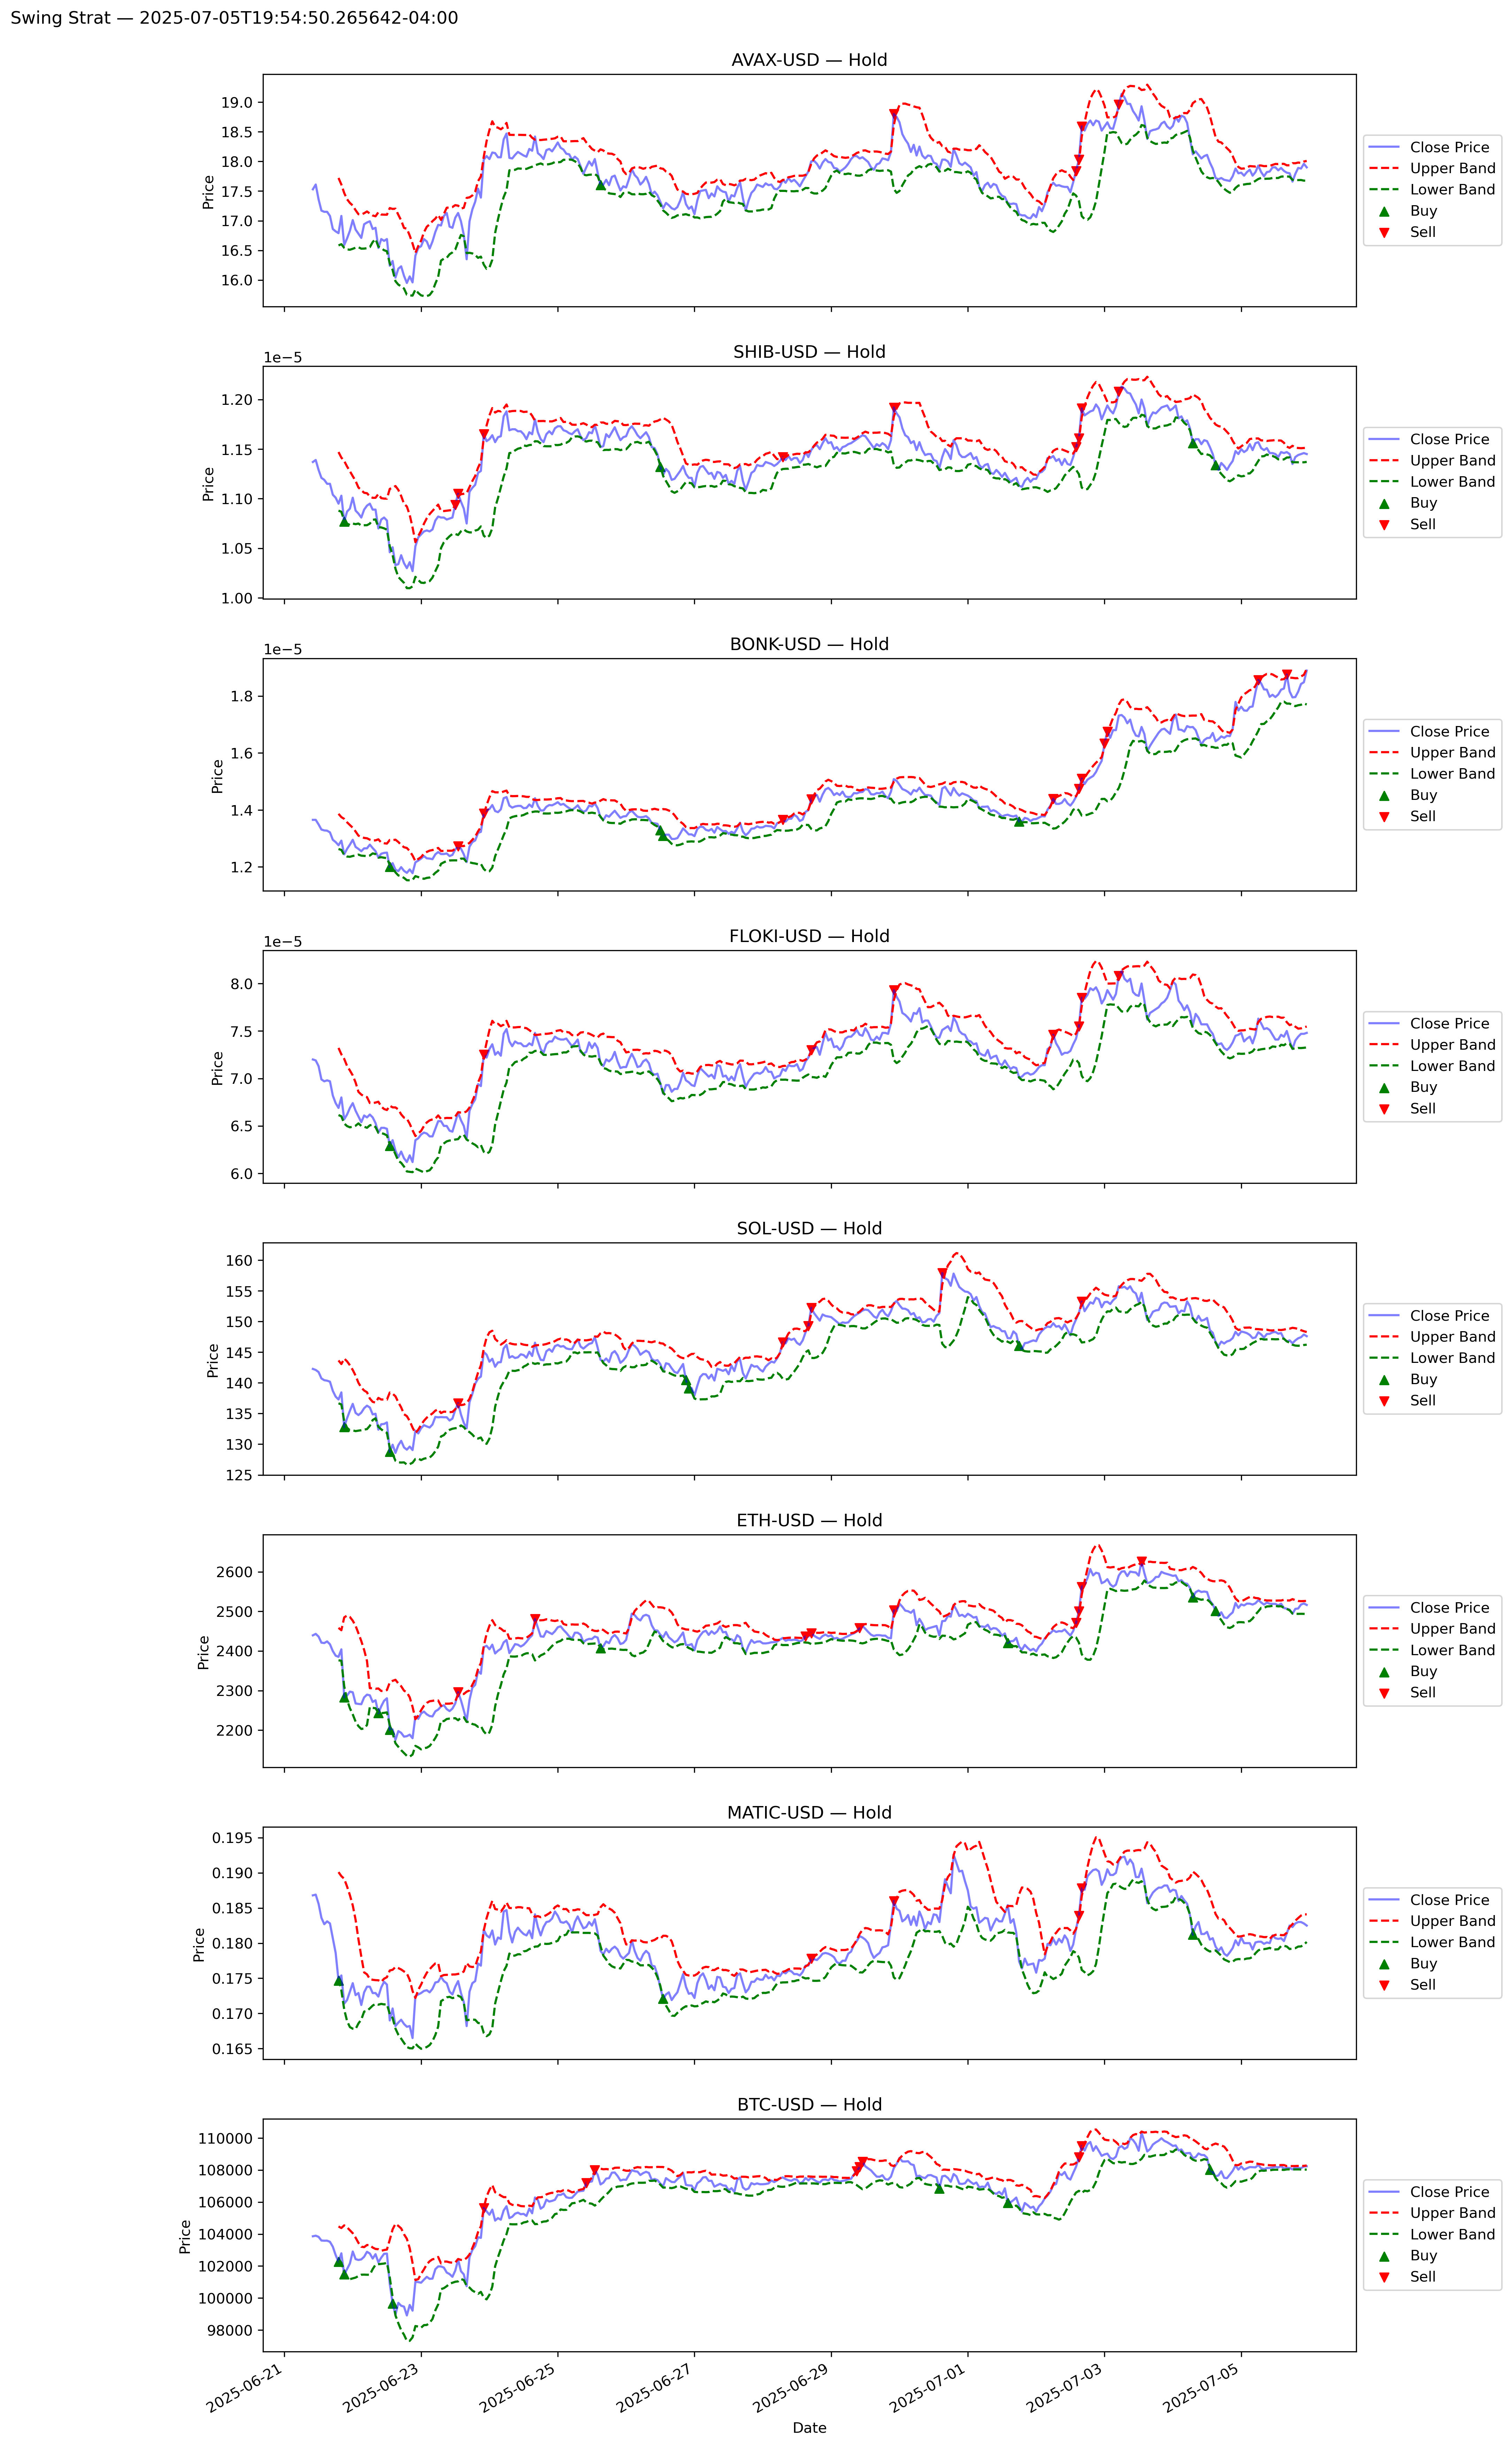 Swing Strat — 2025-07-05T19:54:50.265642-04:00
AVAX-USD — Hold
Price
19.0
18.5
18.0
17.5
17.0
16.5
16.0
Close Price
Upper Band
Lower Band
Buy
Sell
SHIB-USD — Hold
1e−5
Price
1.20
1.15
1.10
1.05
1.00
Close Price
Upper Band
Lower Band
Buy
Sell
BONK-USD — Hold
1e−5
Price
1.8
1.6
1.4
1.2
Close Price
Upper Band
Lower Band
Buy
Sell
FLOKI-USD — Hold
1e−5
Price
8.0
7.5
7.0
6.5
6.0
Close Price
Upper Band
Lower Band
Buy
Sell
SOL-USD — Hold
Price
160
155
150
145
140
135
130
125
Close Price
Upper Band
Lower Band
Buy
Sell
ETH-USD — Hold
Price
2600
2500
2400
2300
2200
Close Price
Upper Band
Lower Band
Buy
Sell
MATIC-USD — Hold
Price
0.195
0.190
0.185
0.180
0.175
0.170
0.165
Close Price
Upper Band
Lower Band
Buy
Sell
BTC-USD — Hold
Price
110000
108000
106000
104000
102000
100000
98000
Close Price
Upper Band
Lower Band
Buy
Sell
2025-06-21
2025-06-23
2025-06-25
2025-06-27
2025-06-29
2025-07-01
2025-07-03
2025-07-05
Date